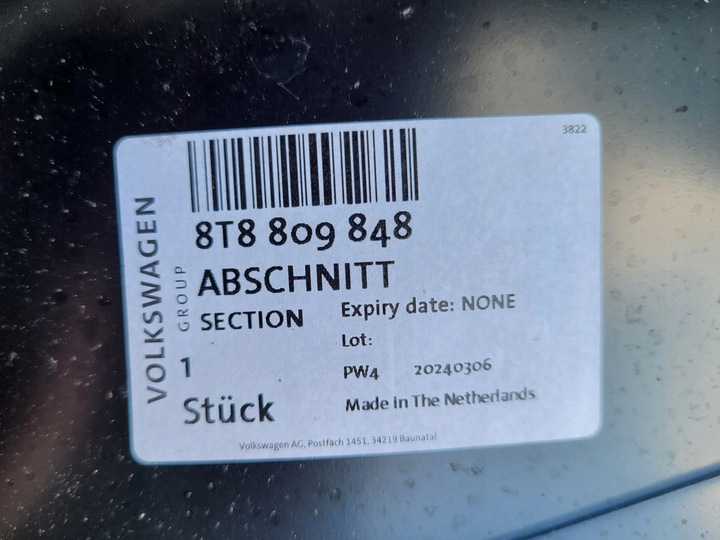 3822
VOLKSWAGEN
GROUP
8T8 809 848
ABSCHNITT
SECTION
Expiry date: NONE
Lot:
1
PW4 20240306
Stück
Made in The Netherlands
Volkswagen AG, Postfach 1451, 34219 Baunatal